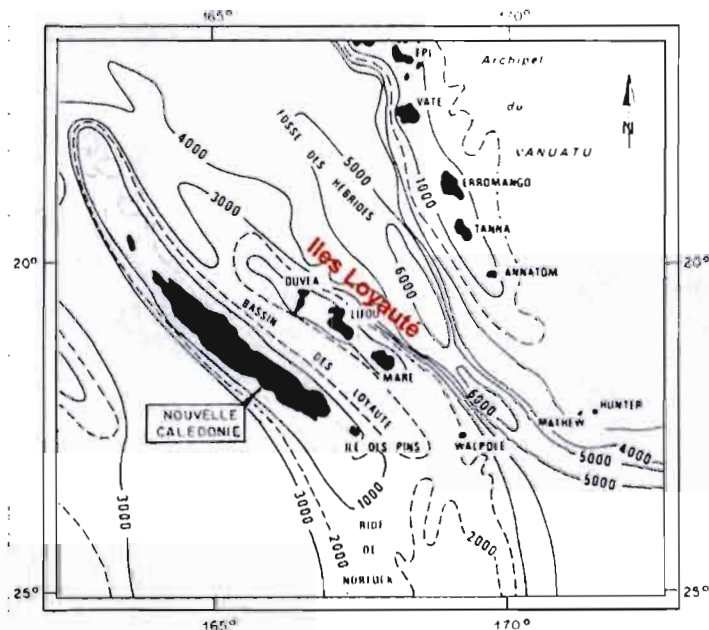 165° 170°
EPI
Archipel
du
VANUATU
VATE
N
4000
FOSSE DES HEBRIDES
5000
1000
ERROMANGO
3000
TANNA
20° 20°
Iles Loyauté
6000
ANNATOM
OUVEA
LIFOU
BASSIN DES LOYAUTE
MARE
NOUVELLE
CALEDONIE
6000
HUNTER
MATHEW
ILE DES PINS
WALPOLE
4000
5000
5000
3000
1000
3000
2000
RIDE
DE
NORFOLK
2000
25° 25°
165° 170°